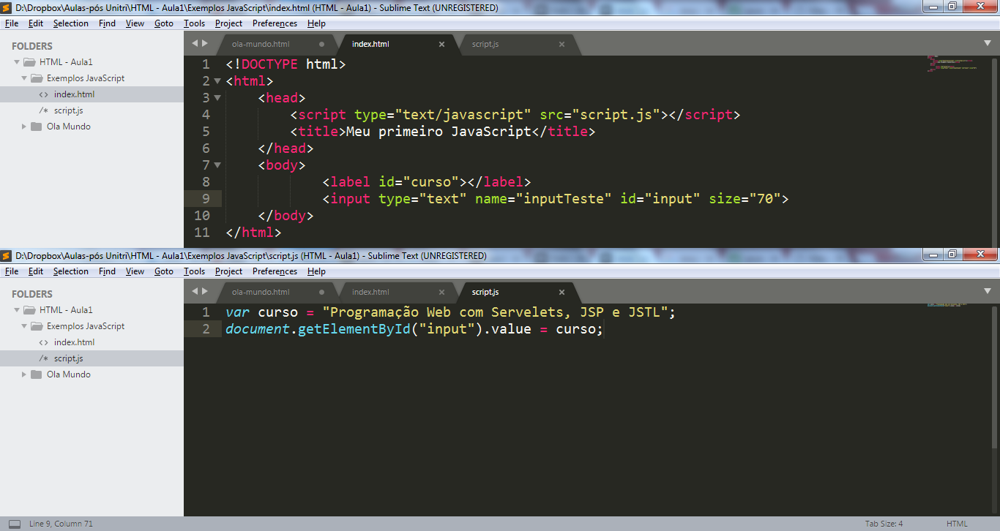 D:\Dropbox\Aulas-pós Unitri\HTML - Aula1\Exemplos JavaScript\index.html (HTML - Aula1) - Sublime Text (UNREGISTERED)
File Edit Selection Find View Goto Tools Project Preferences Help
FOLDERS
HTML - Aula1
Exemplos JavaScript
<> index.html
/* script.js
Ola Mundo
ola-mundo.html index.html script.js
1 <!DOCTYPE html>
2 <html>
3 <head>
4 <script type="text/javascript" src="script.js"></script>
5 <title>Meu primeiro JavaScript</title>
6 </head>
7 <body>
8 <label id="curso"></label>
9 <input type="text" name="inputTeste" id="input" size="70">
10 </body>
11 </html>
D:\Dropbox\Aulas-pós Unitri\HTML - Aula1\Exemplos JavaScript\script.js (HTML - Aula1) - Sublime Text (UNREGISTERED)
File Edit Selection Find View Goto Tools Project Preferences Help
FOLDERS
HTML - Aula1
Exemplos JavaScript
<> index.html
/* script.js
Ola Mundo
ola-mundo.html index.html script.js
1 var curso = "Programação Web com Servelets, JSP e JSTL";
2 document.getElementById("input").value = curso;
Line 9, Column 71 Tab Size: 4 HTML